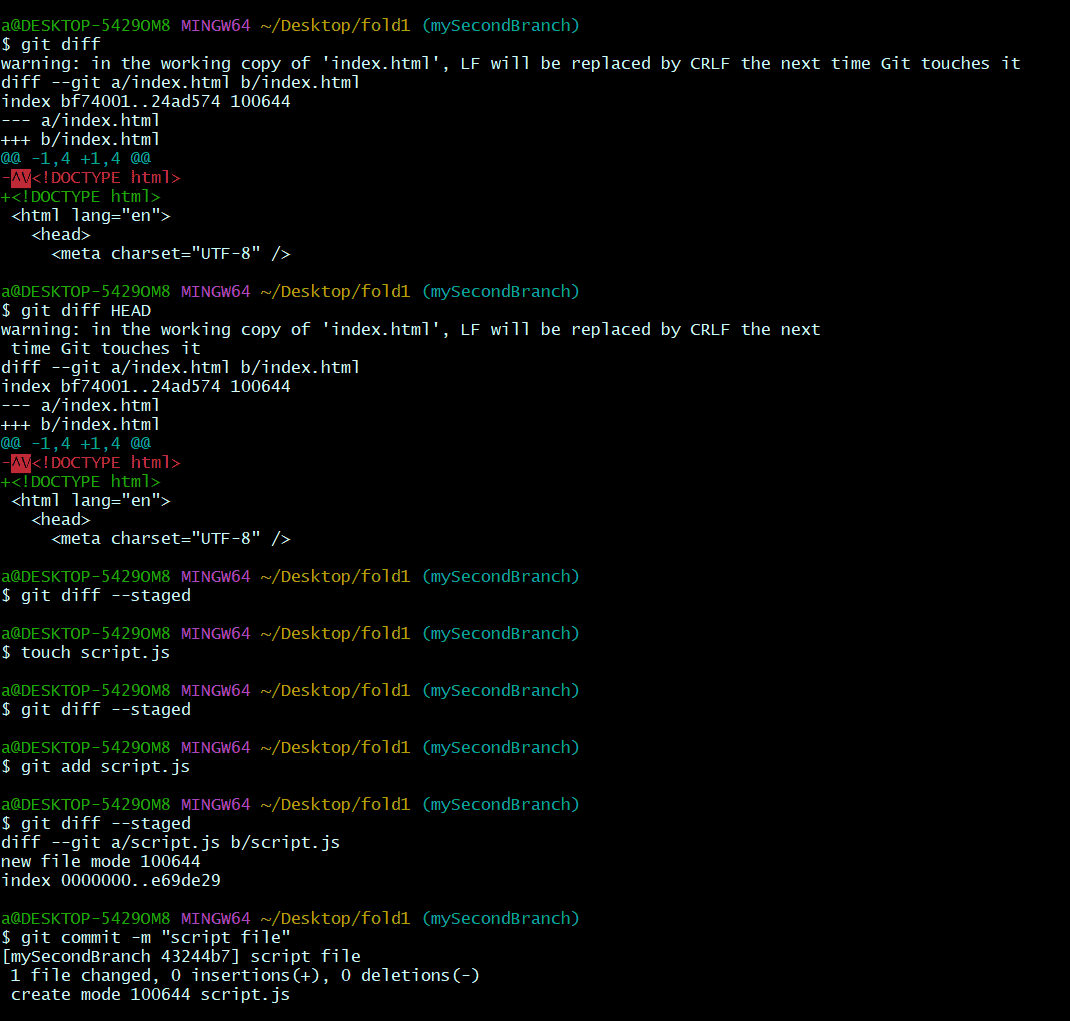 a@DESKTOP-5429OM8 MINGW64 ~/Desktop/fold1 (mySecondBranch)
$ git diff
warning: in the working copy of 'index.html', LF will be replaced by CRLF the next time Git touches it
diff --git a/index.html b/index.html
index bf74001..24ad574 100644
--- a/index.html
+++ b/index.html
@@ -1,4 +1,4 @@
-^V<!DOCTYPE html>
+<!DOCTYPE html>
 <html lang="en">
   <head>
     <meta charset="UTF-8" />

a@DESKTOP-5429OM8 MINGW64 ~/Desktop/fold1 (mySecondBranch)
$ git diff HEAD
warning: in the working copy of 'index.html', LF will be replaced by CRLF the next
 time Git touches it
diff --git a/index.html b/index.html
index bf74001..24ad574 100644
--- a/index.html
+++ b/index.html
@@ -1,4 +1,4 @@
-^V<!DOCTYPE html>
+<!DOCTYPE html>
 <html lang="en">
   <head>
     <meta charset="UTF-8" />

a@DESKTOP-5429OM8 MINGW64 ~/Desktop/fold1 (mySecondBranch)
$ git diff --staged

a@DESKTOP-5429OM8 MINGW64 ~/Desktop/fold1 (mySecondBranch)
$ touch script.js

a@DESKTOP-5429OM8 MINGW64 ~/Desktop/fold1 (mySecondBranch)
$ git diff --staged

a@DESKTOP-5429OM8 MINGW64 ~/Desktop/fold1 (mySecondBranch)
$ git add script.js

a@DESKTOP-5429OM8 MINGW64 ~/Desktop/fold1 (mySecondBranch)
$ git diff --staged
diff --git a/script.js b/script.js
new file mode 100644
index 0000000..e69de29

a@DESKTOP-5429OM8 MINGW64 ~/Desktop/fold1 (mySecondBranch)
$ git commit -m "script file"
[mySecondBranch 43244b7] script file
 1 file changed, 0 insertions(+), 0 deletions(-)
 create mode 100644 script.js